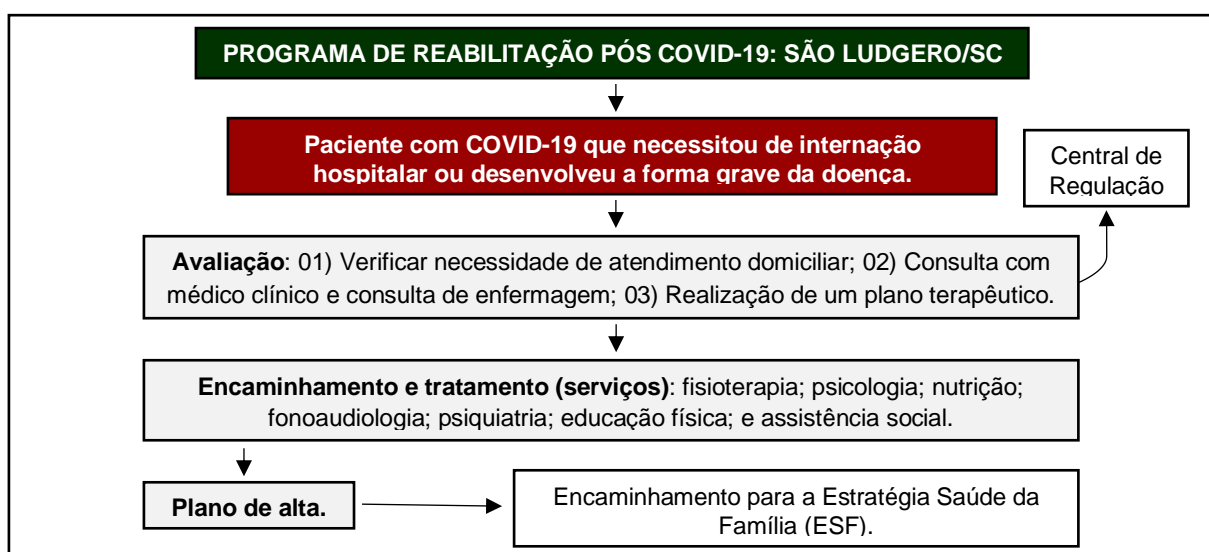 PROGRAMA DE REABILITAÇÃO PÓS COVID-19: SÃO LUDGERO/SC
Paciente com COVID-19 que necessitou de internação
hospitalar ou desenvolveu a forma grave da doença.
Central de
Regulação
Avaliação: 01) Verificar necessidade de atendimento domiciliar; 02) Consulta com
médico clínico e consulta de enfermagem; 03) Realização de um plano terapêutico.
Encaminhamento e tratamento (serviços): fisioterapia; psicologia; nutrição;
fonoaudiologia; psiquiatria; educação física; e assistência social.
Plano de alta.
Encaminhamento para a Estratégia Saúde da
Família (ESF).